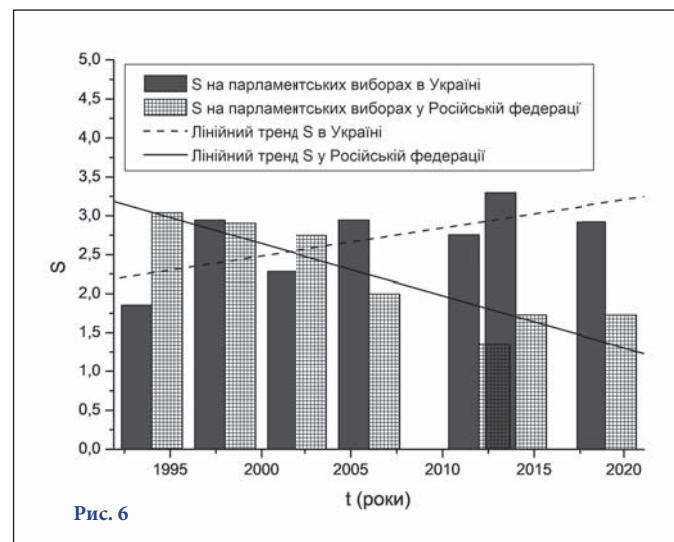 5,0
4,5
4,0
3,5
3,0
2,5
2,0
1,5
1,0
0,5
0,0
S
S на парламентських виборах в Україні
S на парламентських виборах у Російській федерації
Лінійний тренд S в Україні
Лінійний тренд S у Російській федерації
1995 2000 2005 2010 2015 2020
t (роки)
Рис. 6